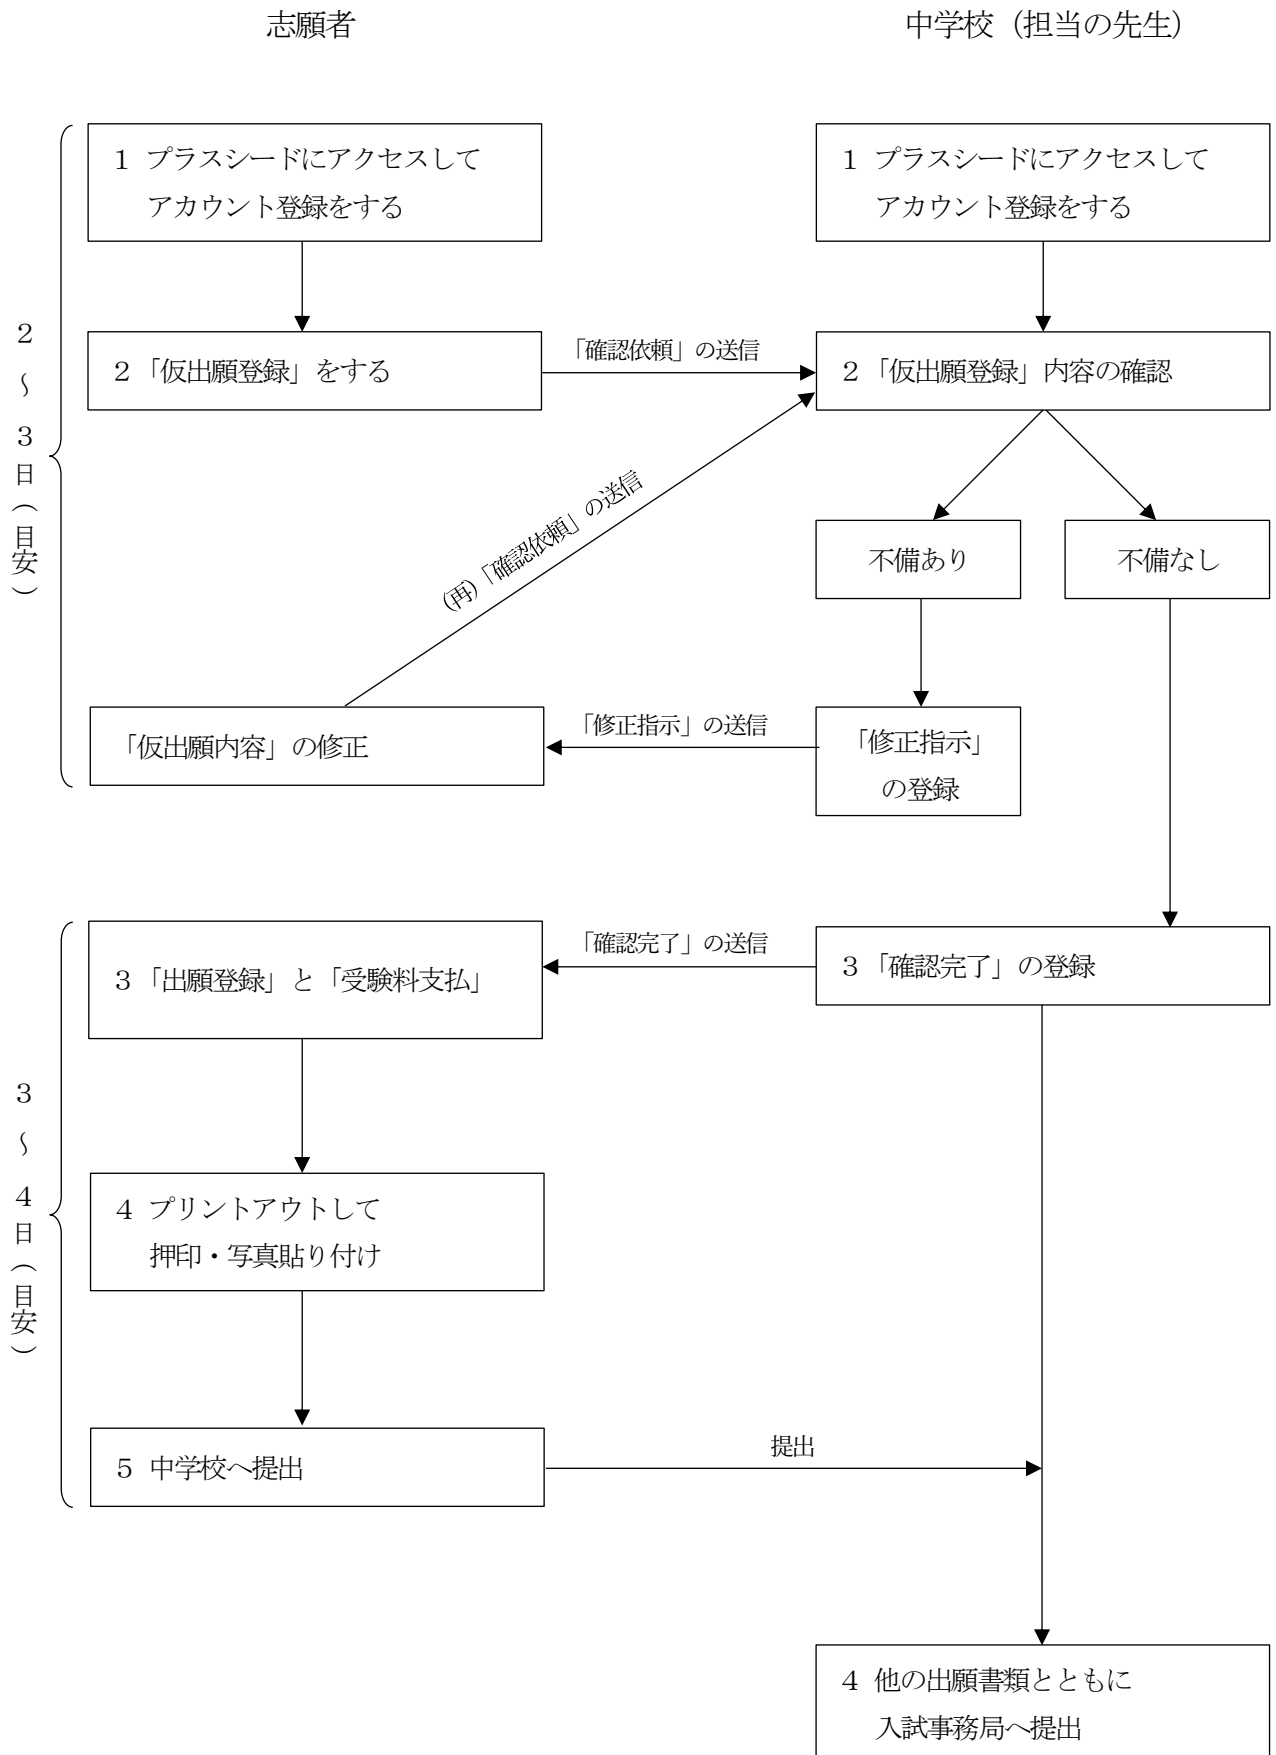 志願者
中学校（担当の先生）
1 プラスシードにアクセスして
アカウント登録をする
1 プラスシードにアクセスして
アカウント登録をする
2「仮出願登録」をする
「確認依頼」の送信
2「仮出願登録」内容の確認
2～3日（目安）
(再)「確認依頼」の送信
不備あり
不備なし
「仮出願内容」の修正
「修正指示」の送信
「修正指示」
の登録
3「出願登録」と「受験料支払」
「確認完了」の送信
3「確認完了」の登録
3～4日（目安）
4 プリントアウトして
押印・写真貼り付け
5 中学校へ提出
提出
4 他の出願書類とともに
入試事務局へ提出